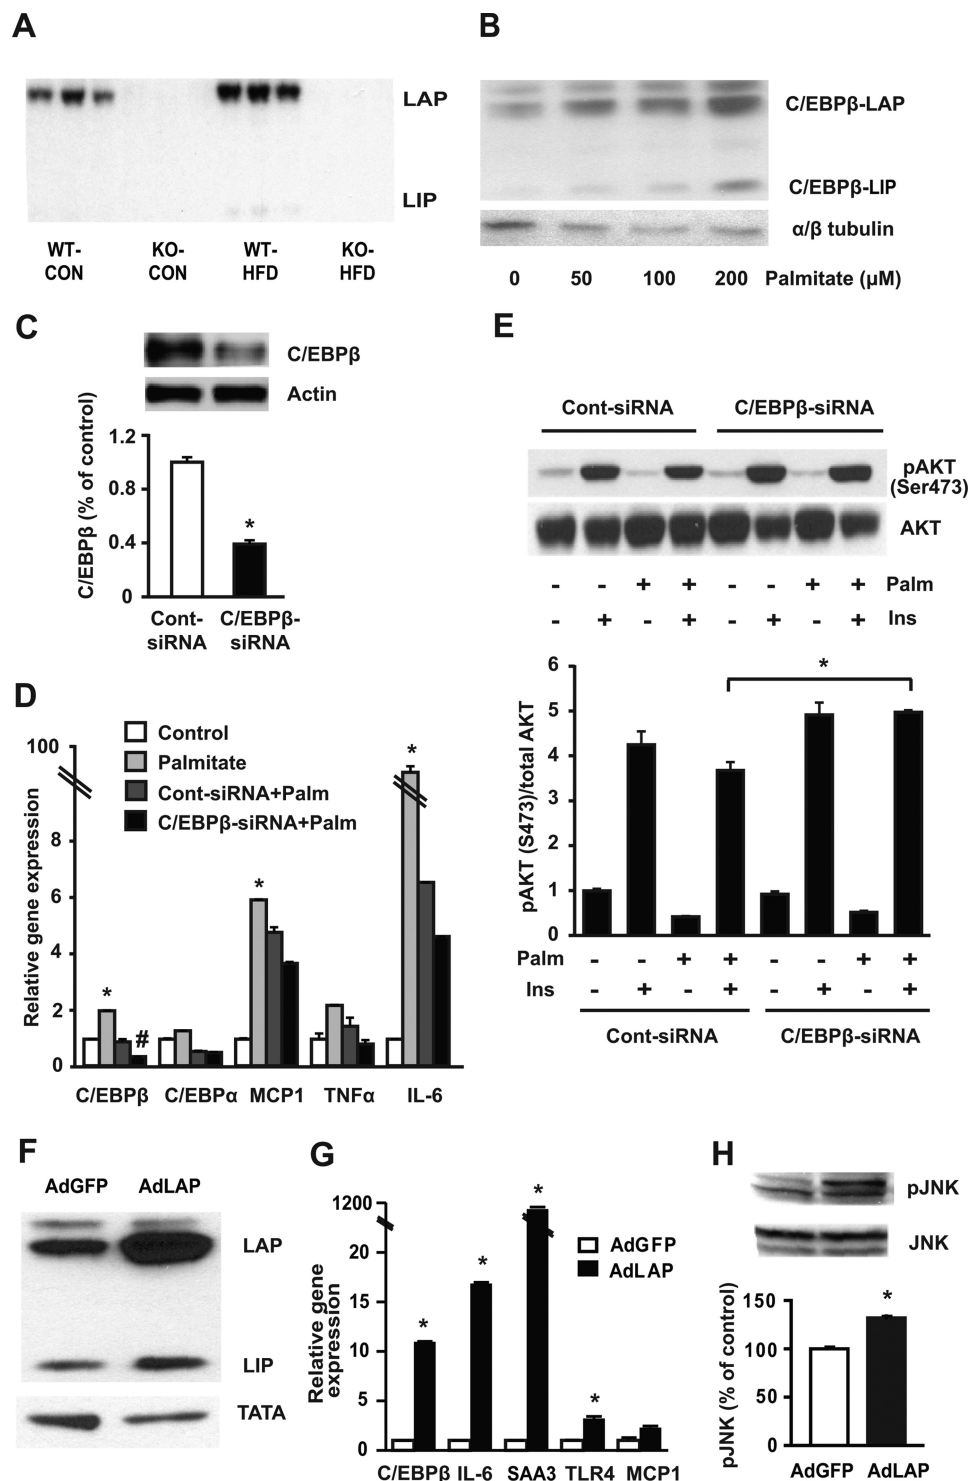 A
LAP
LIP
WT-CON KO-CON WT-HFD KO-HFD
B
C/EBPβ-LAP
C/EBPβ-LIP
α/β tubulin
0 50 100 200 Palmitate (µM)
C
C/EBPβ
Actin
C/EBPβ (% of control)
1.2
0.8
0.4
0
Cont-siRNA C/EBPβ-siRNA
*
D
Control
Palmitate
Cont-siRNA+Palm
C/EBPβ-siRNA+Palm
Relative gene expression
100
8
6
4
2
0
* # * *
C/EBPβ C/EBPα MCP1 TNFα IL-6
E
Cont-siRNA C/EBPβ-siRNA
pAKT
(Ser473)
AKT
- - + + - - + + Palm
- + - + - + - + Ins
pAKT (S473)/total AKT
6
5
4
3
2
1
0
*
Palm - - + + - - + +
Ins - + - + - + - +
Cont-siRNA C/EBPβ-siRNA
F
AdGFP AdLAP
LAP
LIP
TATA
G
Relative gene
expression
1200
20
15
10
5
0
AdGFP
AdLAP
* * * *
C/EBPβ IL-6 SAA3 TLR4 MCP1
H
pJNK
JNK
pJNK (% of control)
150
100
50
0
*
AdGFP AdLAP